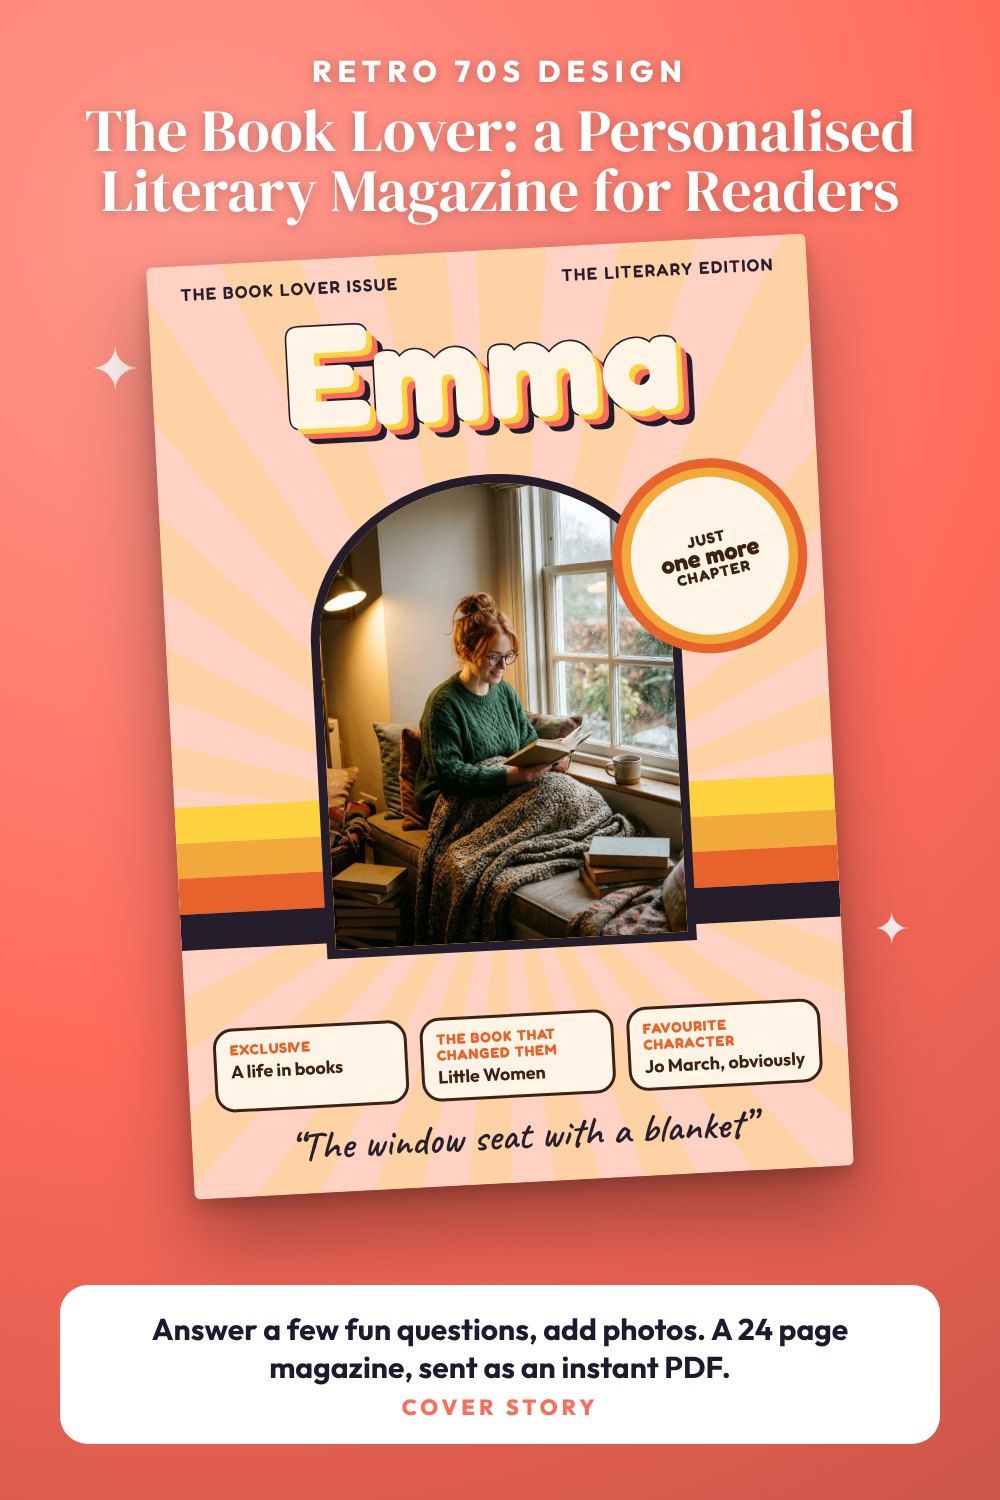 RETRO 70S DESIGN
The Book Lover: a Personalised
Literary Magazine for Readers
THE BOOK LOVER ISSUE
THE LITERARY EDITION
Emma
JUST
one more
CHAPTER
EXCLUSIVE
A life in books
THE BOOK THAT
CHANGED THEM
Little Women
FAVOURITE
CHARACTER
Jo March, obviously
“The window seat with a blanket”
Answer a few fun questions, add photos. A 24 page
magazine, sent as an instant PDF.
COVER STORY